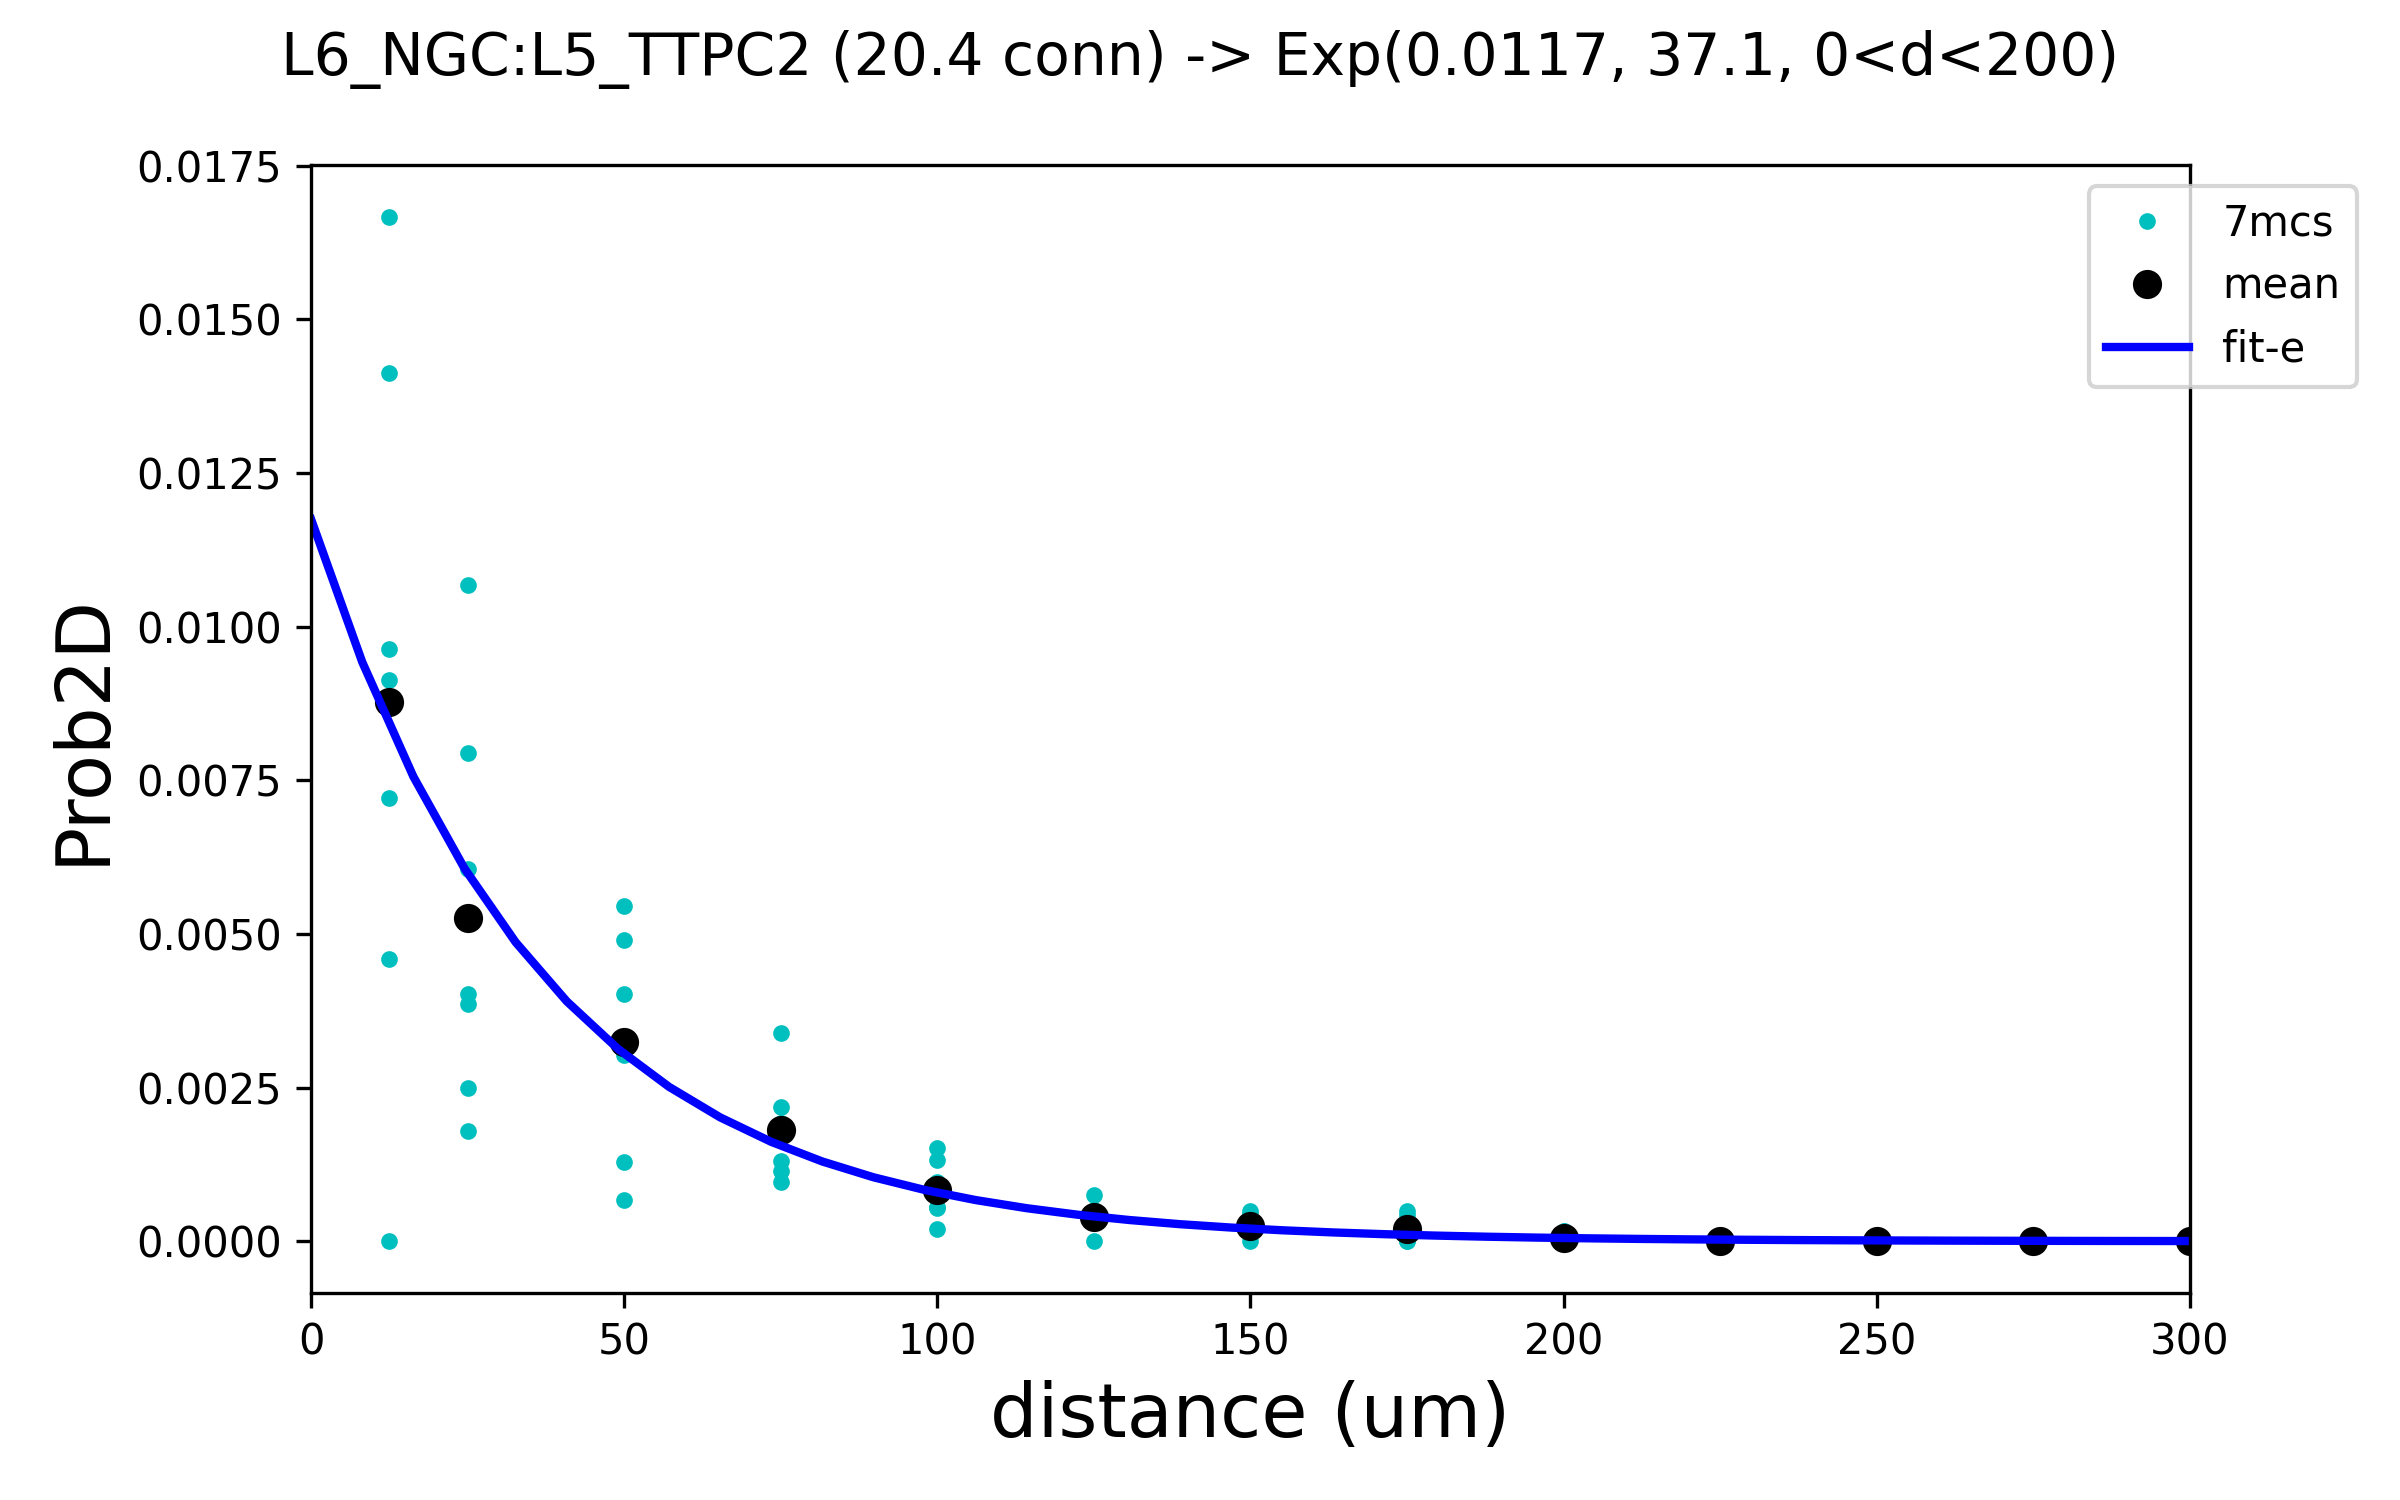 L6_NGC:L5_TTPC2 (20.4 conn) -> Exp(0.0117, 37.1, 0<d<200)
0.0175
0.0150
0.0125
0.0100
0.0075
0.0050
0.0025
0.0000
Prob2D
7mcs
mean
fit-e
0 50 100 150 200 250 300
distance (um)